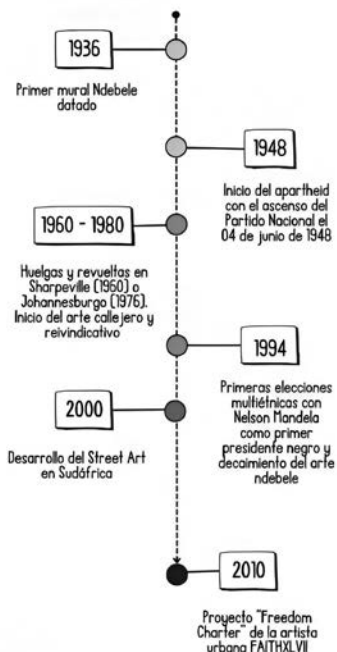 1936
Primer mural Ndebele
datado
1948
Inicio del apartheid
con el ascenso del
Partido Nacional el
04 de junio de 1948
1960 - 1980
Huelgas y revueltas en
Sharpeville (1960) o
Johannesburgo (1976).
Inicio del arte callejero y
reivindicativo
1994
Primeras elecciones
multiétnicas con
Nelson Mandela
como primer
presidente negro y
decaimiento del arte
ndebele
2000
Desarrollo del Street Art
en Sudáfrica
2010
Proyecto "Freedom
Charter" de la artista
urbana FAITHXLVII